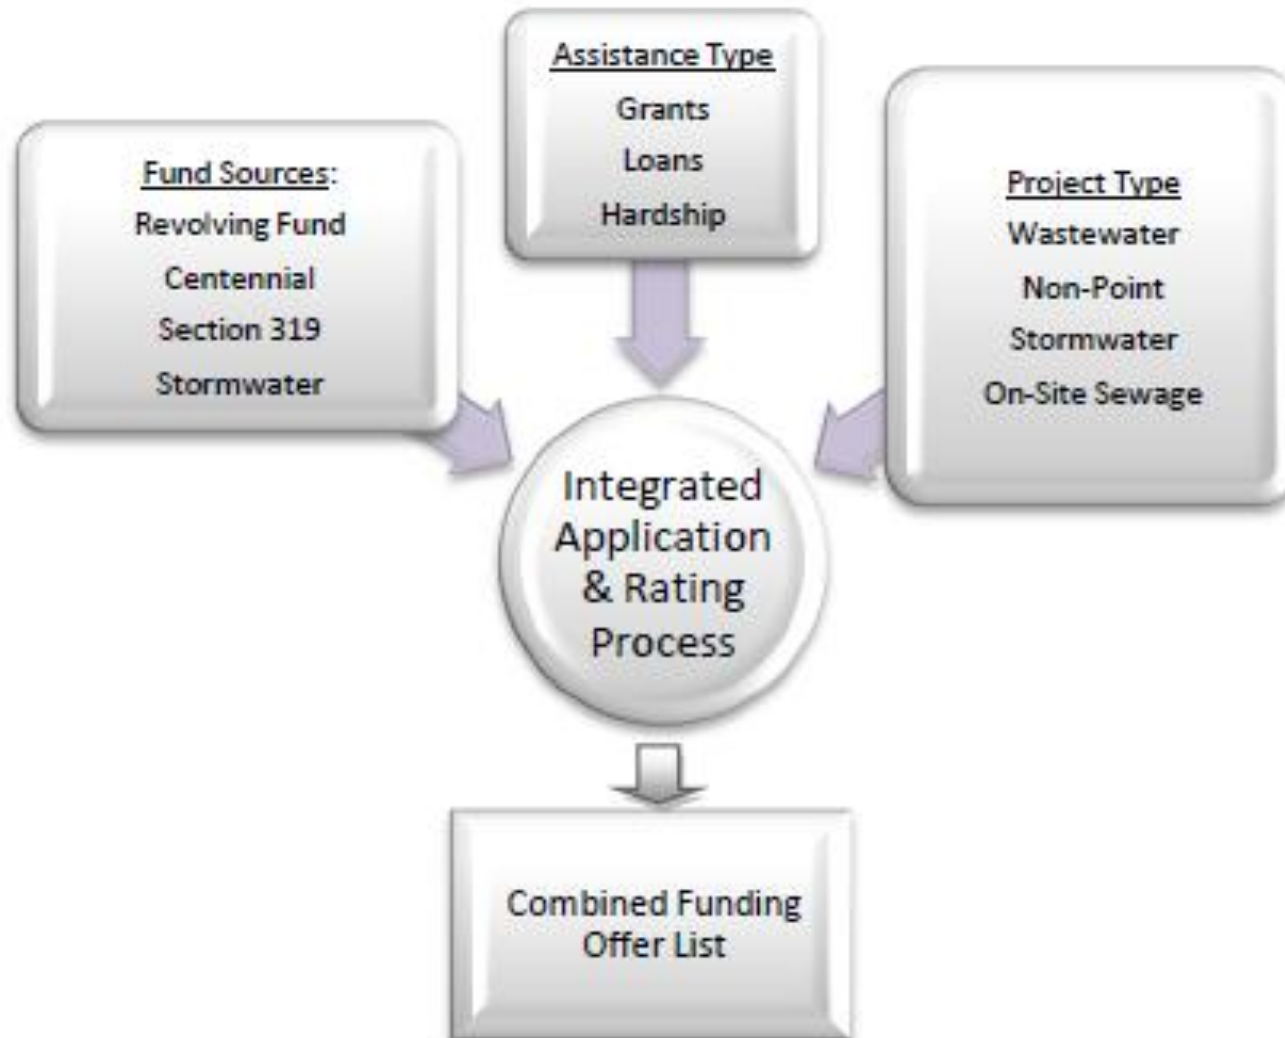 Fund Sources:
Revolving Fund
Centennial
Section 319
Stormwater
Assistance Type
Grants
Loans
Hardship
Project Type
Wastewater
Non-Point
Stormwater
On-Site Sewage
Integrated
Application
& Rating
Process
Combined Funding
Offer List